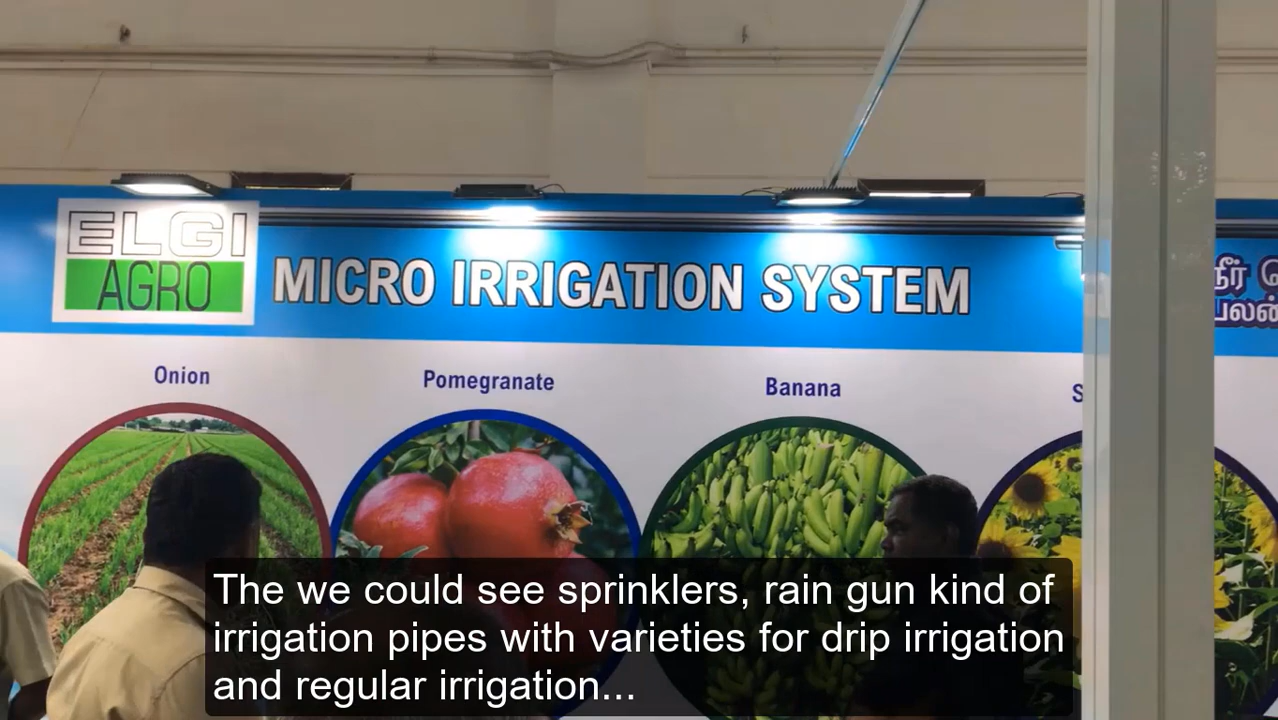 ELGI
AGRO
MICRO IRRIGATION SYSTEM
நீர்
Onion
Pomegranate
Banana
The we could see sprinklers, rain gun kind of
irrigation pipes with varieties for drip irrigation
and regular irrigation...